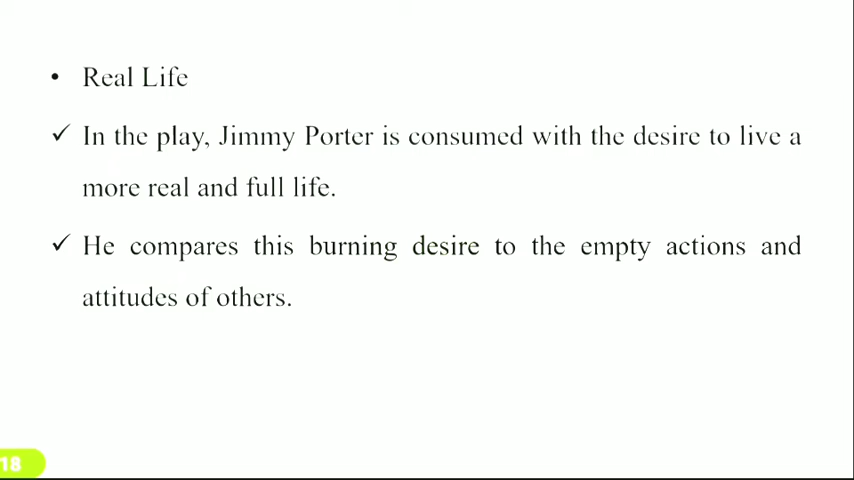 • Real Life
✓ In the play, Jimmy Porter is consumed with the desire to live a
more real and full life.
✓ He compares this burning desire to the empty actions and
attitudes of others.
18